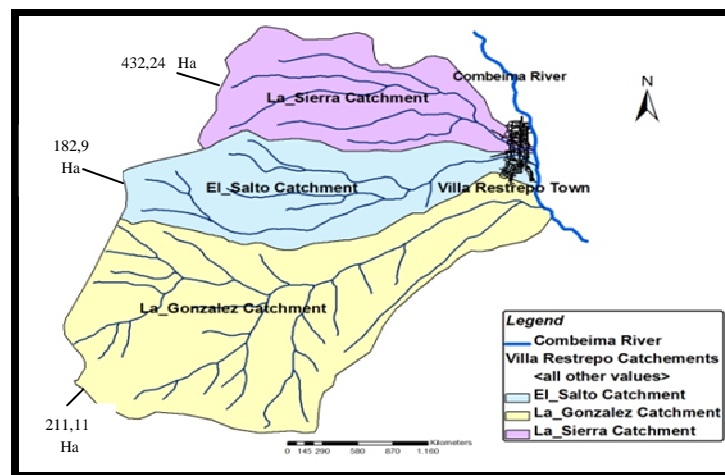 432,24 Ha
Combeima River
N
La_Sierra Catchment
182,9
Ha
El_Salto Catchment
Villa Restrepo Town
La_Gonzalez Catchment
211,11
Ha
Legend
Combeima River
Villa Restrepo Catchements
<all other values>
El_Salto Catchment
La_Gonzalez Catchment
La_Sierra Catchment
Kilometers
0 145 290 580 870 1.160